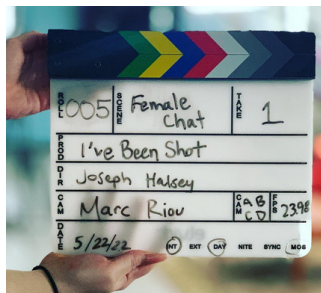 ROLL 005 SCENE Female Chat TAKE 1
PROD I've Been Shot
DIR Joseph Halsey
CAM Marc Riou CAM A B C D FPS 23.98
DATE 5/22/22 INT EXT DAY NITE SYNC MOS